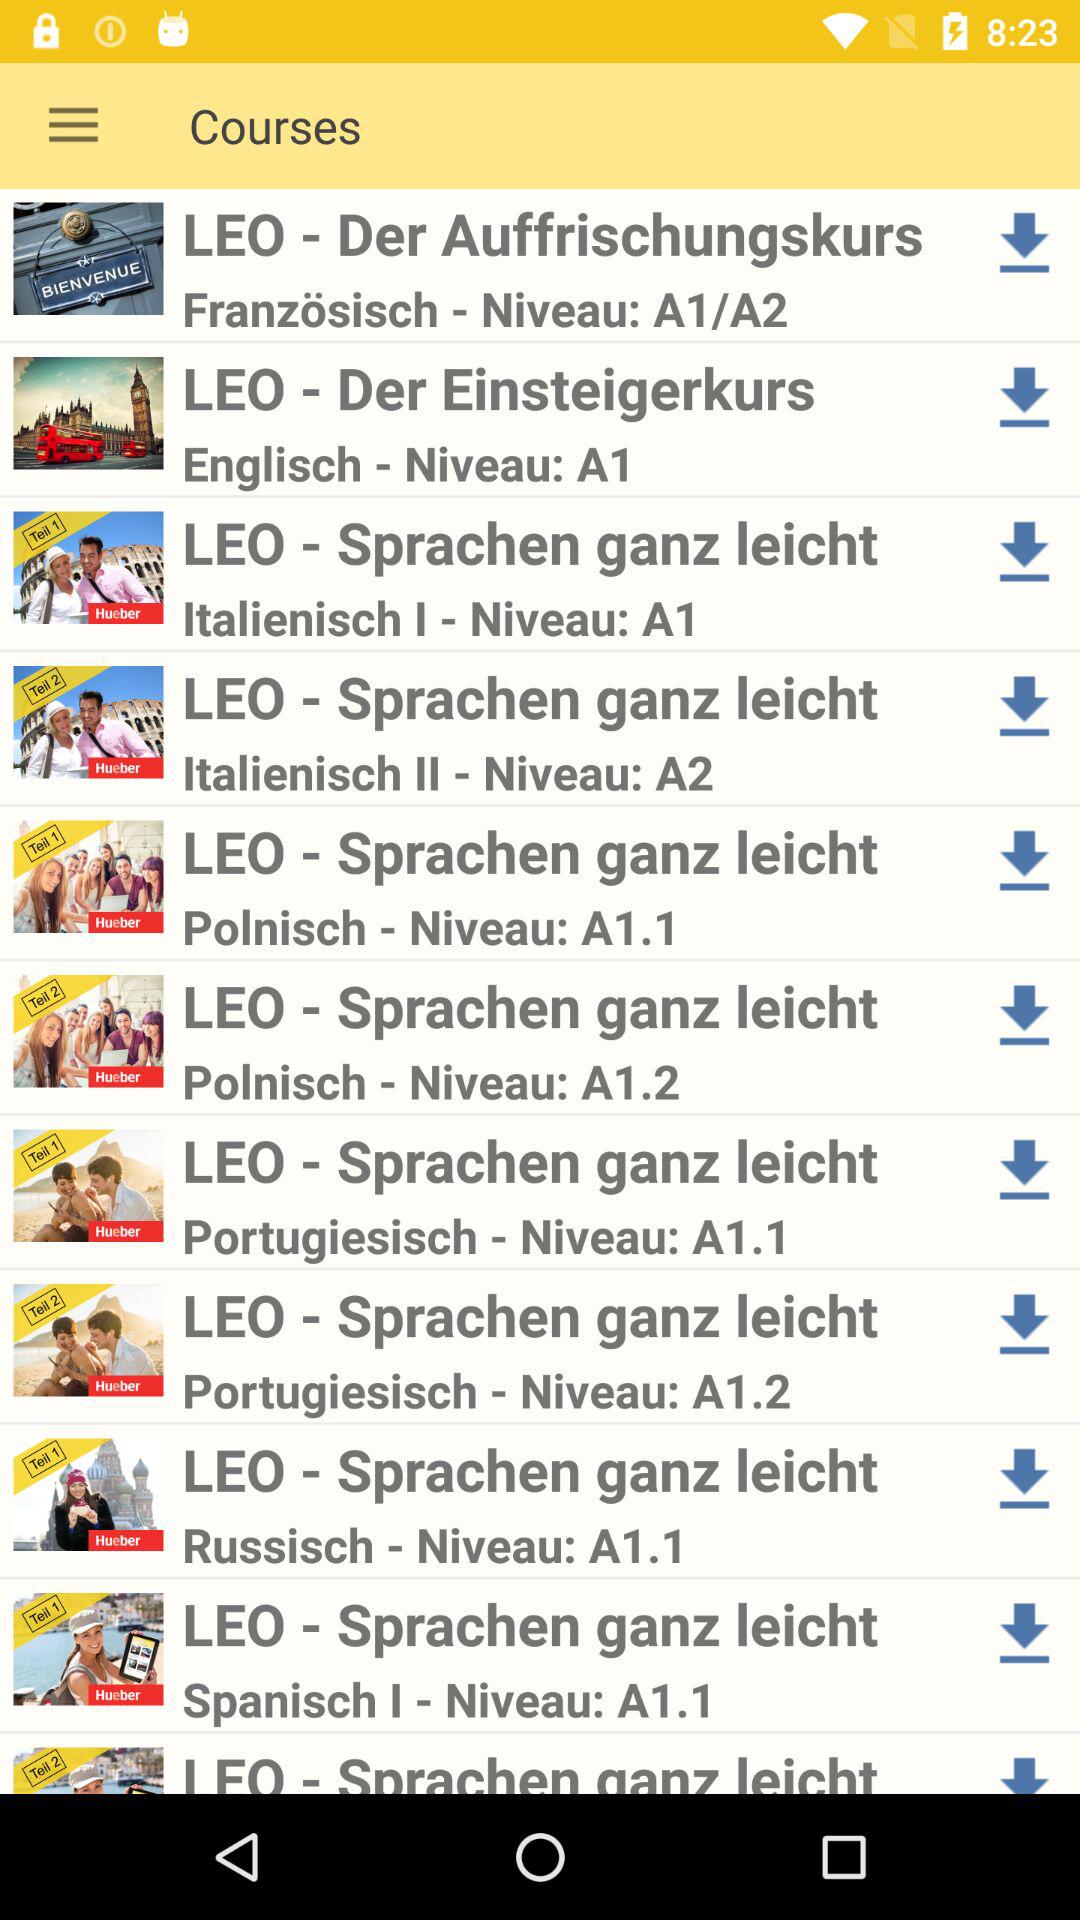 8:23
Courses
BIENVENUE
LEO - Der Auffrischungskurs
Französisch - Niveau: A1/A2
LEO - Der Einsteigerkurs
Englisch - Niveau: A1
Teil 1
Hueber
LEO - Sprachen ganz leicht
Italienisch I - Niveau: A1
Teil 2
Hueber
LEO - Sprachen ganz leicht
Italienisch II - Niveau: A2
Teil 1
Hueber
LEO - Sprachen ganz leicht
Polnisch - Niveau: A1.1
Teil 2
Hueber
LEO - Sprachen ganz leicht
Polnisch - Niveau: A1.2
Teil 1
Hueber
LEO - Sprachen ganz leicht
Portugiesisch - Niveau: A1.1
Teil 2
Hueber
LEO - Sprachen ganz leicht
Portugiesisch - Niveau: A1.2
Teil 1
Hueber
LEO - Sprachen ganz leicht
Russisch - Niveau: A1.1
Teil 1
Hueber
LEO - Sprachen ganz leicht
Spanisch I - Niveau: A1.1
Teil 2
LEO - Sprachen ganz leicht